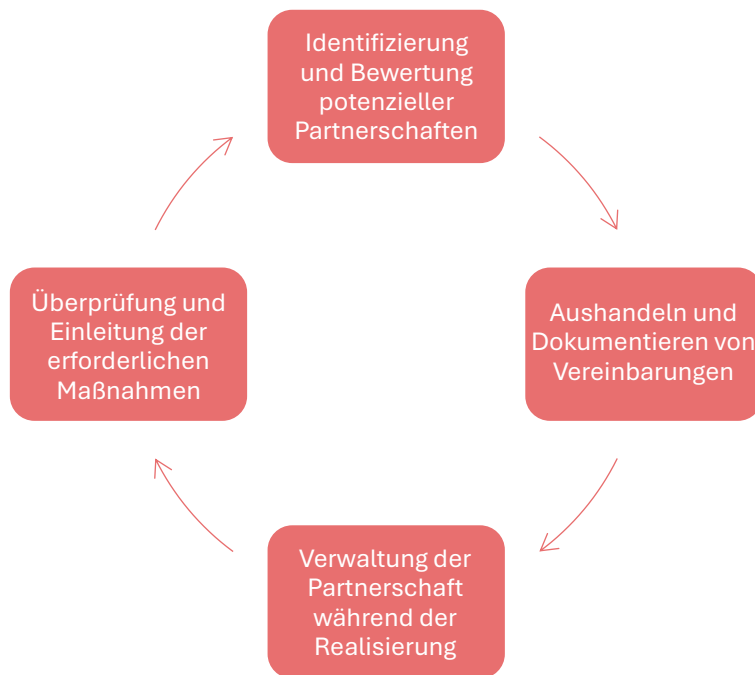 Identifizierung
und Bewertung
potenzieller
Partnerschaften
Überprüfung und
Einleitung der
erforderlichen
Maßnahmen
Aushandeln und
Dokumentieren von
Vereinbarungen
Verwaltung der
Partnerschaft
während der
Realisierung